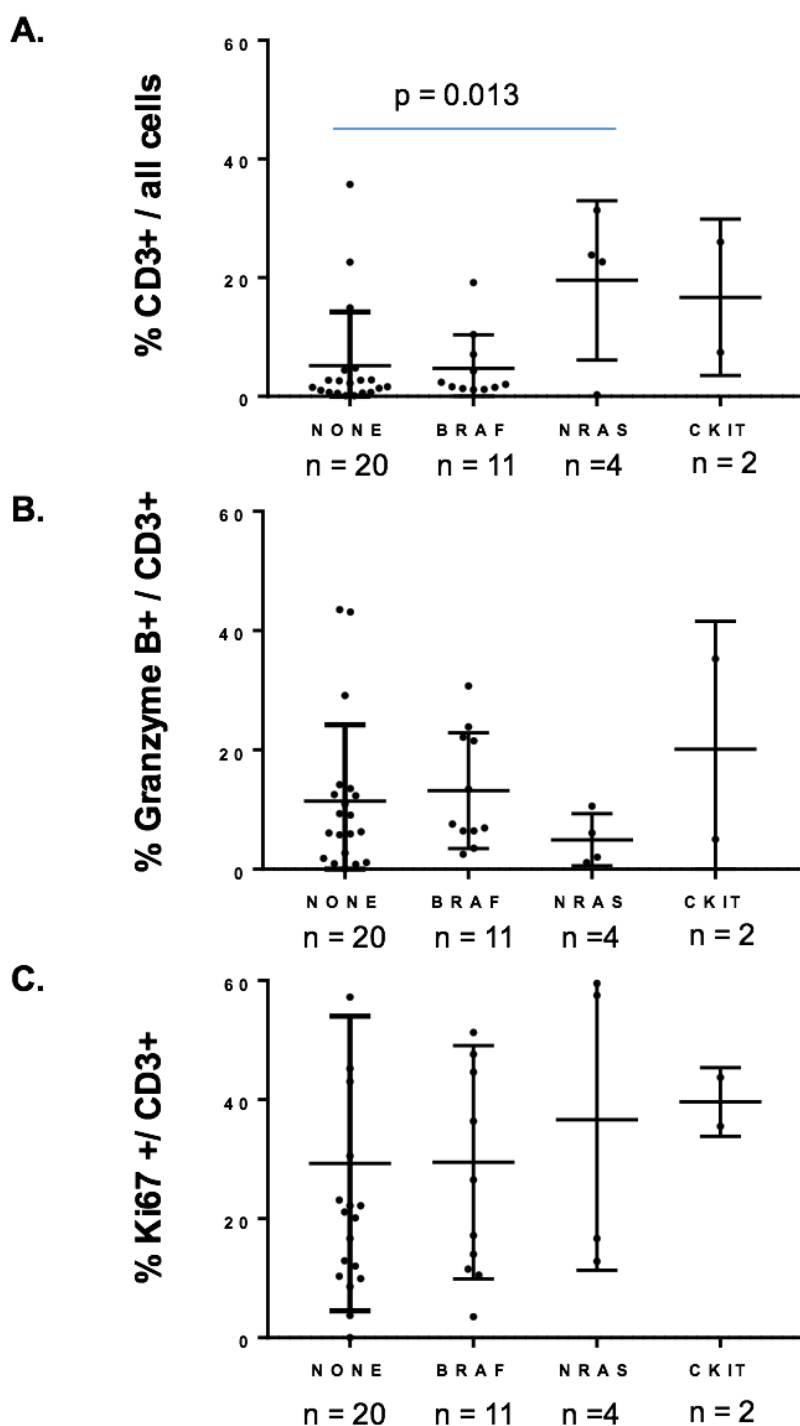 A.
% CD3+ / all cells
60
40
20
0
p = 0.013
NONE BRAF NRAS CKIT
n = 20 n = 11 n =4 n = 2
B.
% Granzyme B+ / CD3+
60
40
20
0
NONE BRAF NRAS CKIT
n = 20 n = 11 n =4 n = 2
C.
% Ki67 +/ CD3+
60
40
20
0
NONE BRAF NRAS CKIT
n = 20 n = 11 n =4 n = 2